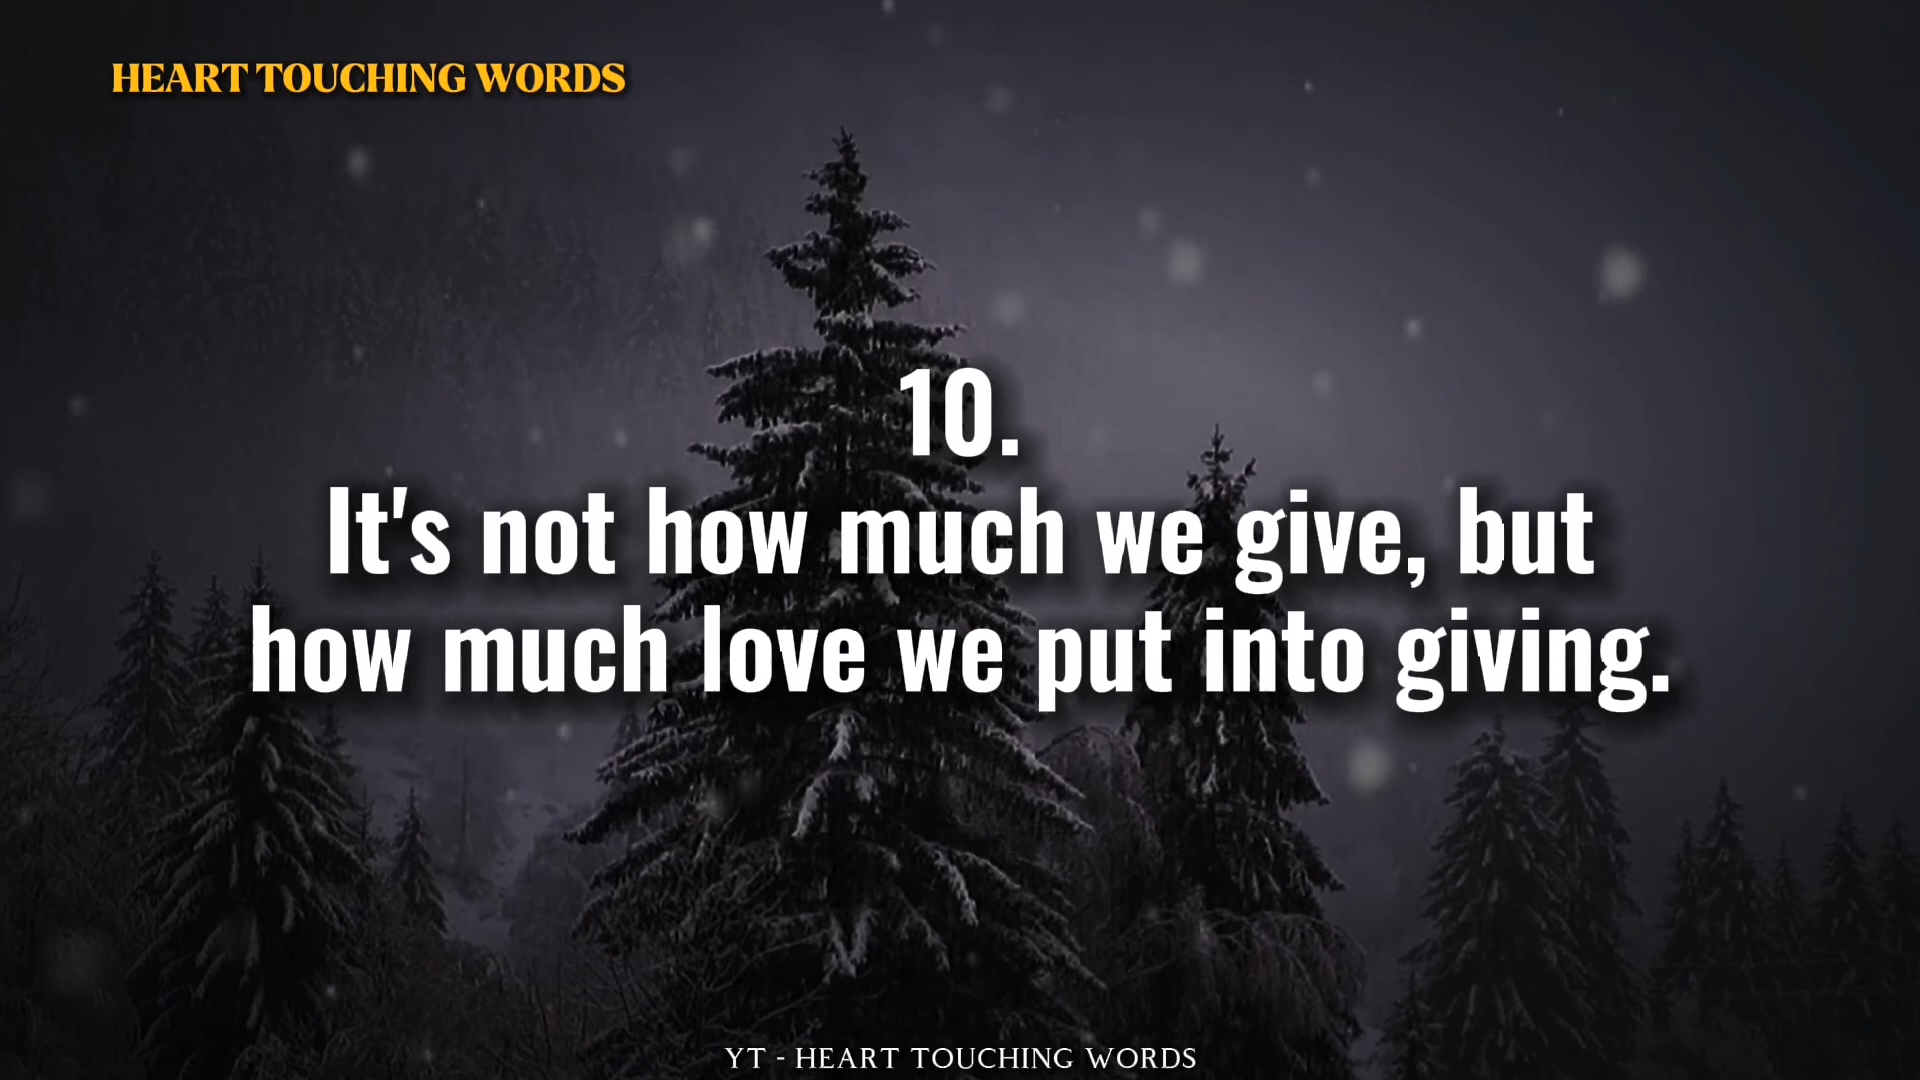 HEART TOUCHING WORDS
10.
It's not how much we give, but
how much love we put into giving.
YT - HEART TOUCHING WORDS